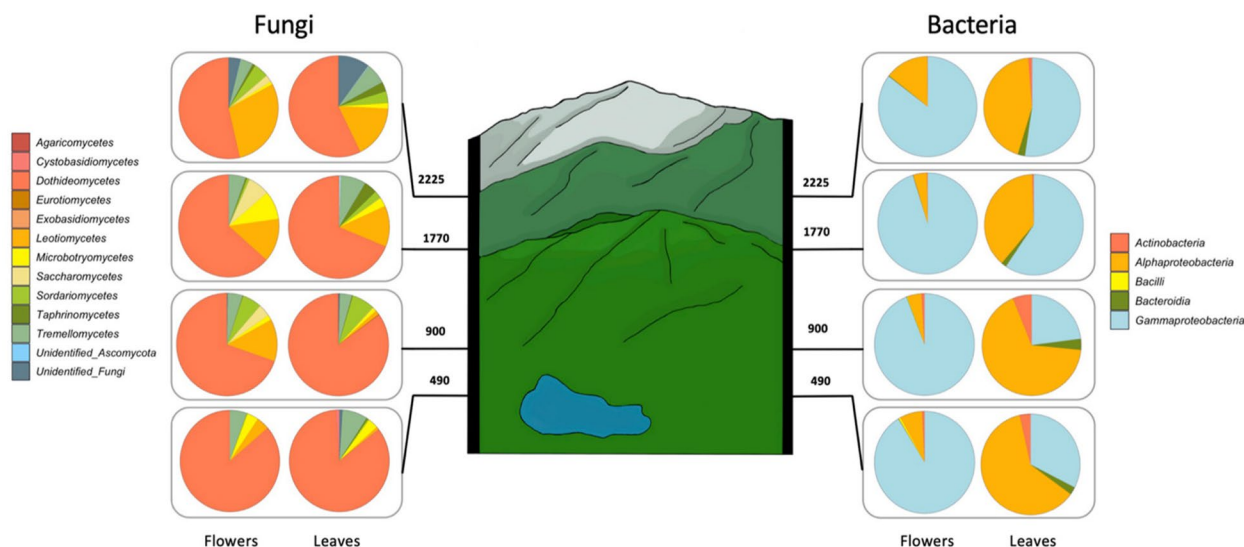 Fungi
Bacteria
Agaricomycetes
Cystobasidiomycetes
Dothideomycetes
Eurotiomycetes
Exobasidiomycetes
Leotiomycetes
Microbotryomycetes
Saccharomycetes
Sordariomycetes
Taphrinomycetes
Tremellomycetes
Unidentified_Ascomycota
Unidentified_Fungi
2225
1770
900
490
2225
1770
900
490
Actinobacteria
Alphaproteobacteria
Bacilli
Bacteroidia
Gammaproteobacteria
Flowers
Leaves
Flowers
Leaves